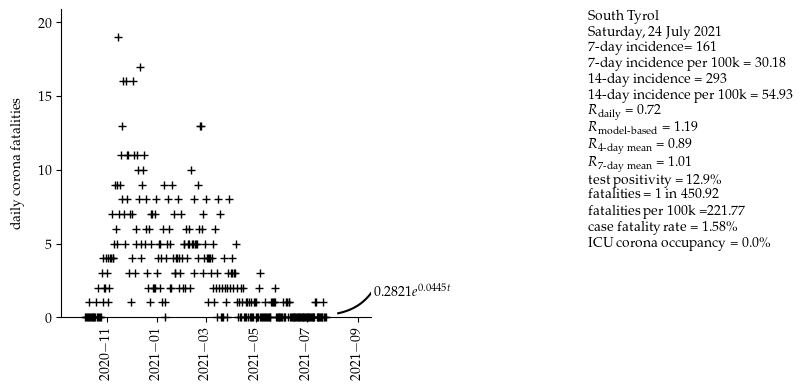 20
15
10
5
0
daily corona fatalities
2020−11
2021−01
2021−03
2021−05
2021−07
2021−09
0.2821e^0.0445t
South Tyrol
Saturday, 24 July 2021
7-day incidence= 161
7-day incidence per 100k = 30.18
14-day incidence = 293
14-day incidence per 100k = 54.93
R_daily = 0.72
R_model-based = 1.19
R_4-day mean = 0.89
R_7-day mean = 1.01
test positivity = 12.9%
fatalities = 1 in 450.92
fatalities per 100k =221.77
case fatality rate = 1.58%
ICU corona occupancy = 0.0%